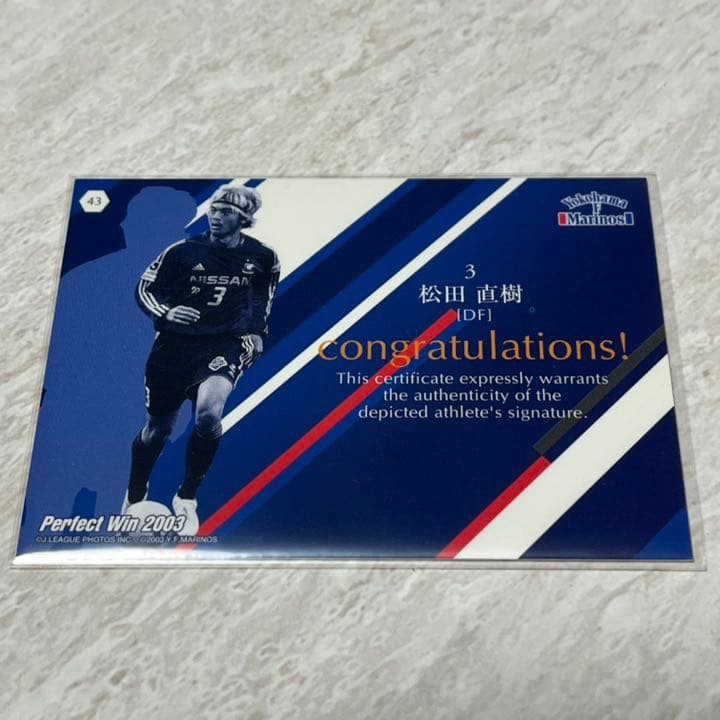 43
Yokohama
F
Marinos
NISSAN
3
3
松田 直樹
[DF]
congratulations!
This certificate expressly warrants
the authenticity of the
depicted athlete's signature.
Perfect Win 2003
©J.LEAGUE PHOTOS INC. ©2003 Y.F.MARINOS